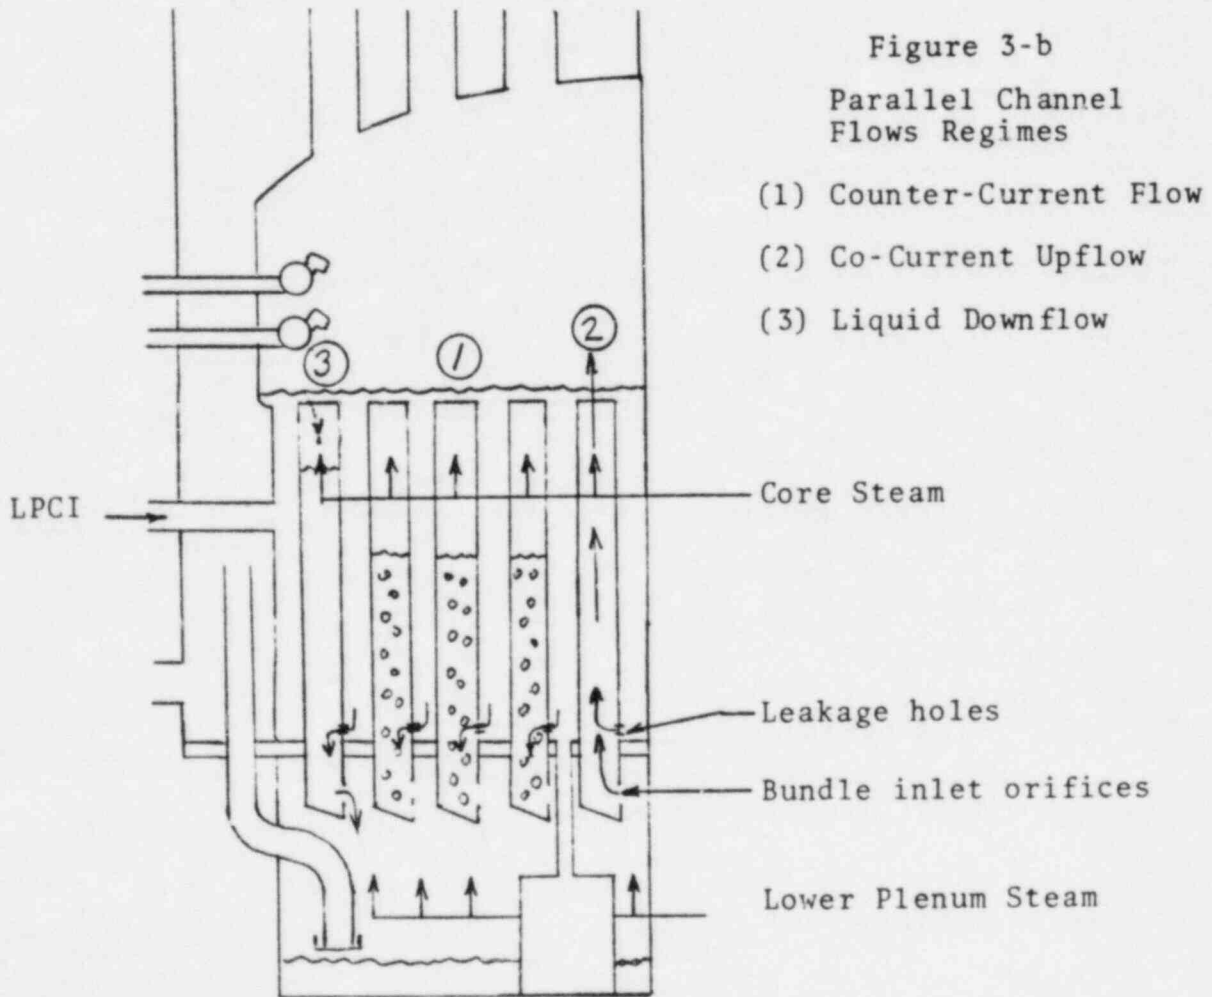 Figure 3-b
Parallel Channel
Flows Regimes
(1) Counter-Current Flow
(2) Co-Current Upflow
(3) Liquid Downflow
3
1
2
Core Steam
LPCI
Leakage holes
Bundle inlet orifices
Lower Plenum Steam